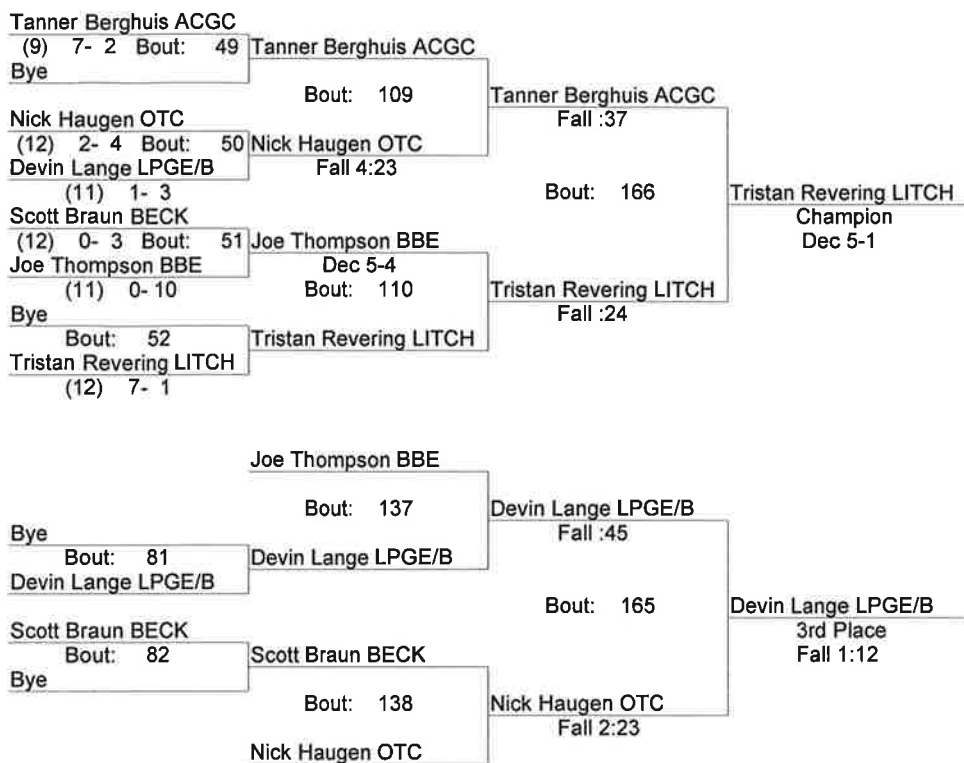 Tanner Berghuis ACGC
(9) 7- 2 Bout: 49 Tanner Berghuis ACGC
Bye
Bout: 109 Tanner Berghuis ACGC
Fall :37
Nick Haugen OTC
(12) 2- 4 Bout: 50 Nick Haugen OTC
Devin Lange LPGE/B Fall 4:23
(11) 1- 3
Bout: 166 Tristan Revering LITCH
Champion
Dec 5-1
Scott Braun BECK
(12) 0- 3 Bout: 51 Joe Thompson BBE
Joe Thompson BBE Dec 5-4
(11) 0- 10 Bout: 110 Tristan Revering LITCH
Fall :24
Bye
Bout: 52 Tristan Revering LITCH
Tristan Revering LITCH
(12) 7- 1
Joe Thompson BBE
Bout: 137 Devin Lange LPGE/B
Fall :45
Bye
Bout: 81 Devin Lange LPGE/B
Devin Lange LPGE/B
Bout: 165 Devin Lange LPGE/B
3rd Place
Fall 1:12
Scott Braun BECK
Bout: 82 Scott Braun BECK
Bye
Bout: 138 Nick Haugen OTC
Fall 2:23
Nick Haugen OTC